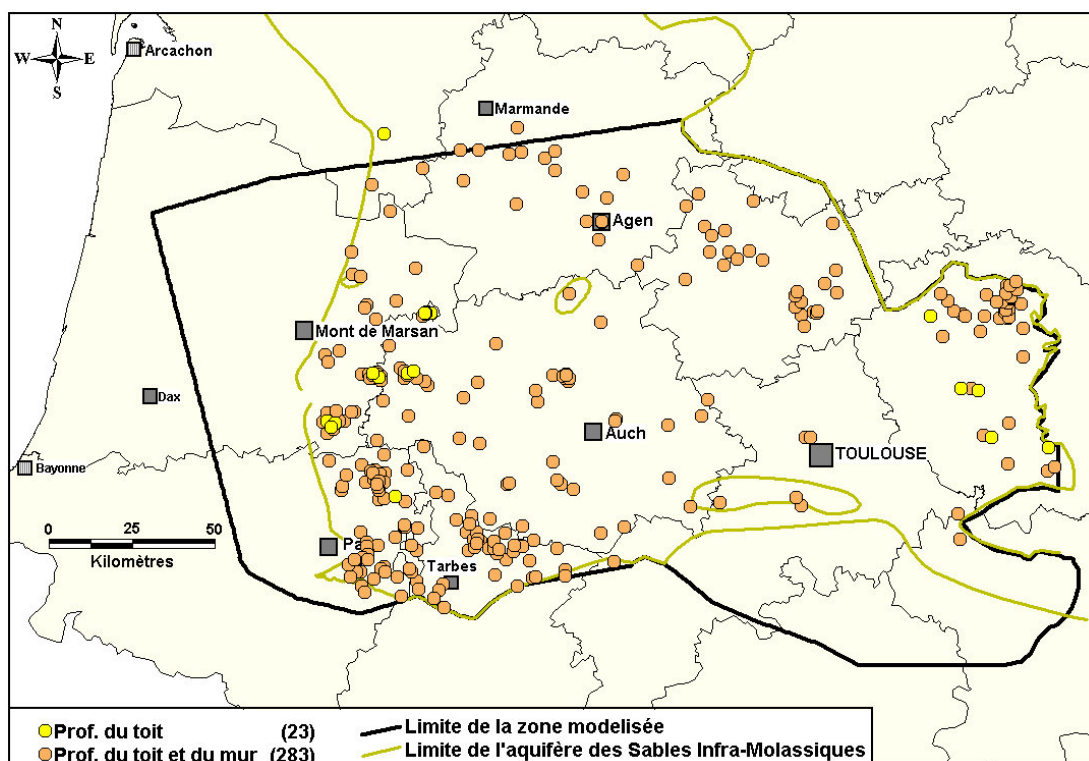 N
W E
S
Arcachon
Marmande
Agen
Mont de Marsan
Dax
Auch
TOULOUSE
Bayonne
0 25 50
Kilomètres
Pa
Tarbes
Prof. du toit (23)
Limite de la zone modelisée
Prof. du toit et du mur (283)
Limite de l'aquifère des Sables Infra-Molassiques